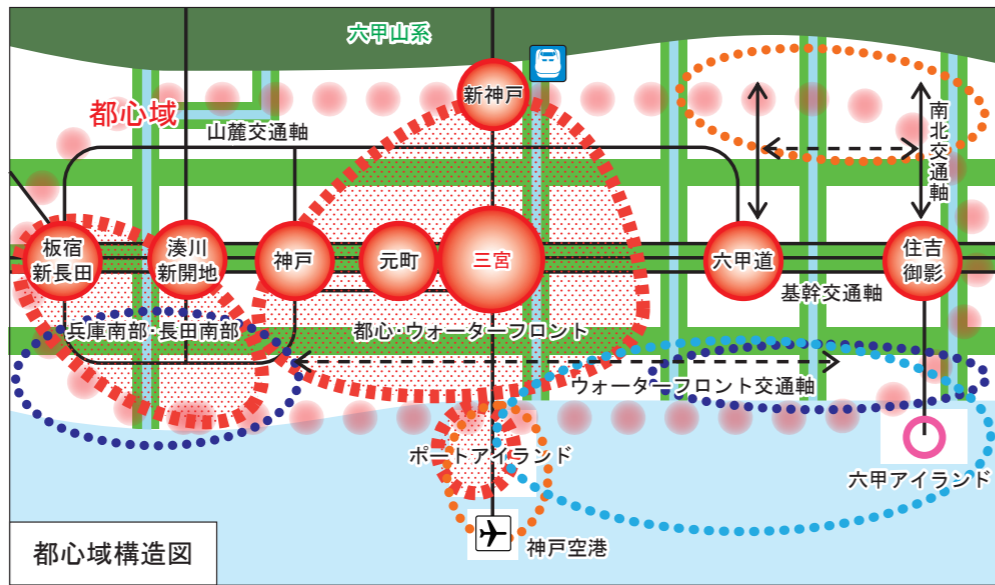 六甲山系
新神戸
都心域
山麓交通軸
南北交通軸
板宿
新長田
湊川
新開地
神戸
元町
三宮
六甲道
住吉
御影
基幹交通軸
兵庫南部・長田南部
都心・ウォーターフロント
ウォーターフロント交通軸
ポートアイランド
六甲アイランド
神戸空港
都心域構造図